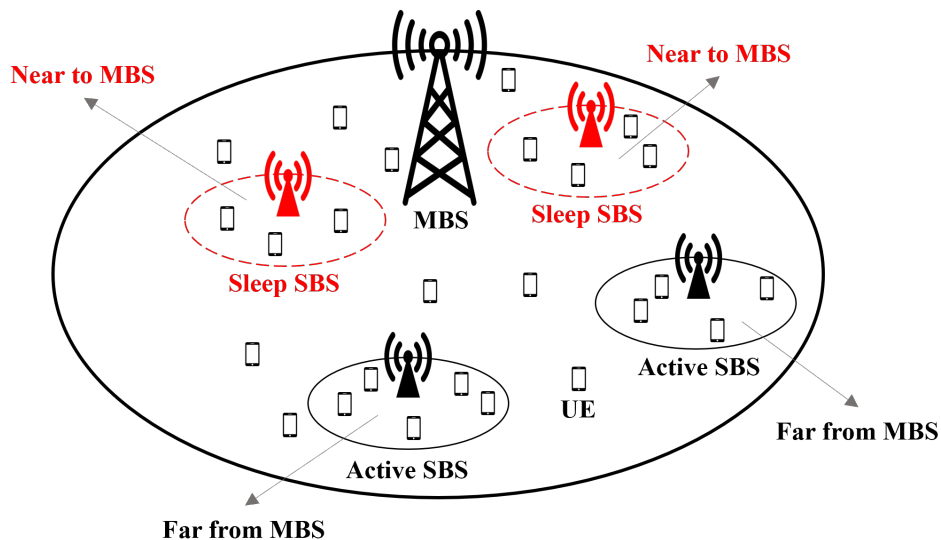 Near to MBS
Near to MBS
MBS
Sleep SBS
Sleep SBS
Active SBS
UE
Far from MBS
Active SBS
Far from MBS